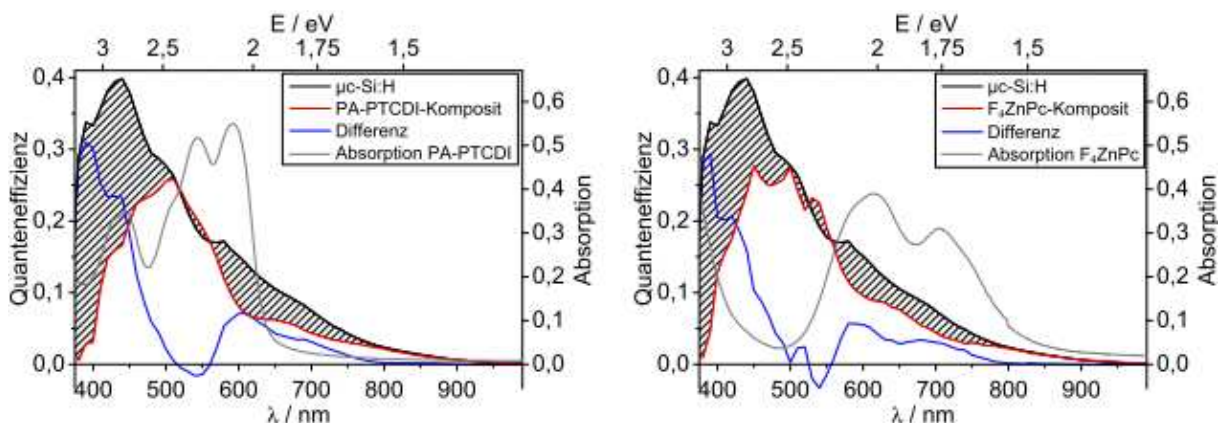 E / eV
3 2,5 2 1,75 1,5
0,4
0,3
0,2
0,1
0,0
Quanteneffizienz
µc-Si:H
PA-PTCDI-Komposit
Differenz
Absorption PA-PTCDI
0,6
0,5
0,4
0,3
0,2
0,1
0,0
Absorption
400 500 600 700 800 900
λ / nm
E / eV
3 2,5 2 1,75 1,5
0,4
0,3
0,2
0,1
0,0
Quanteneffizienz
µc-Si:H
F₄ZnPc-Komposit
Differenz
Absorption F₄ZnPc
0,6
0,5
0,4
0,3
0,2
0,1
0,0
Absorption
400 500 600 700 800 900
λ / nm